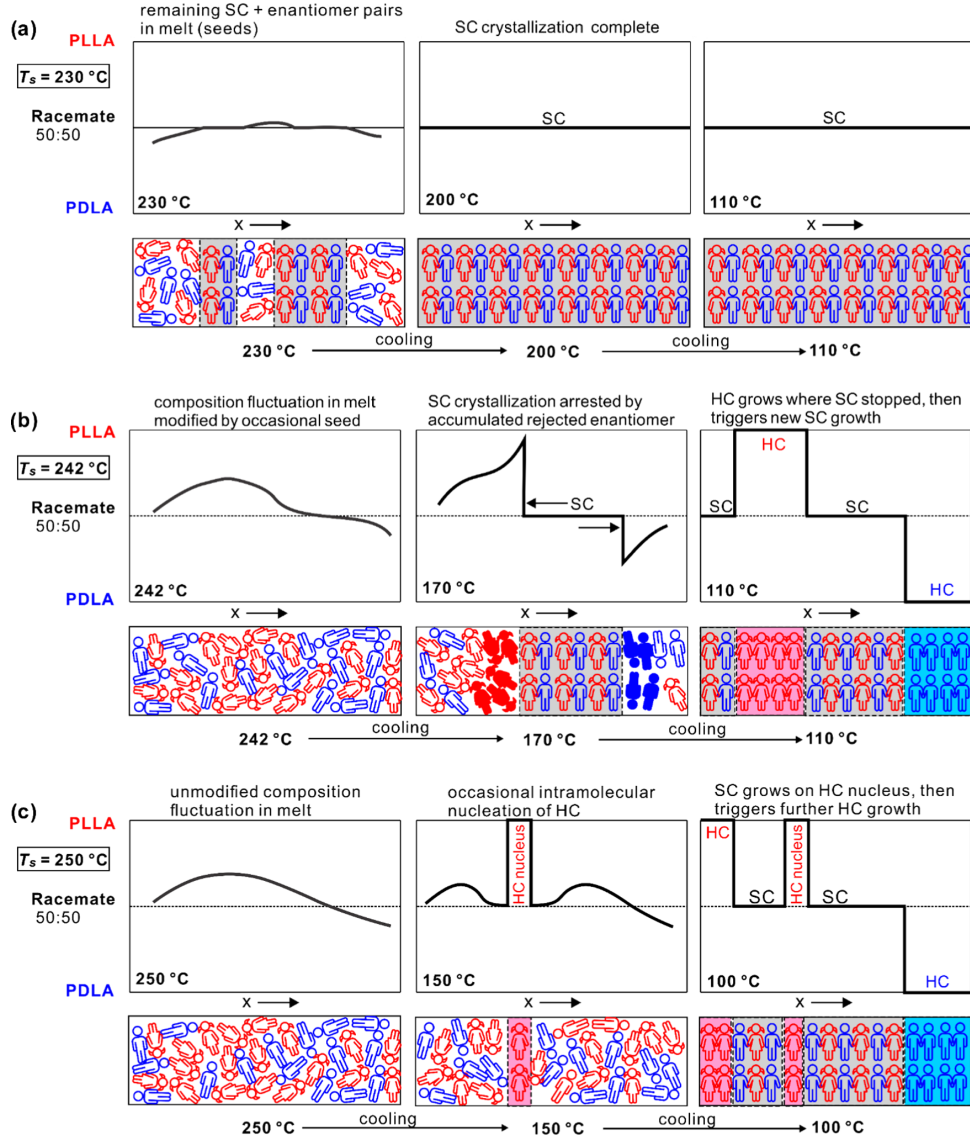 (a)
remaining SC + enantiomer pairs
in melt (seeds)
SC crystallization complete
PLLA
Ts = 230 °C
Racemate
50:50
PDLA
230 °C
SC
200 °C
SC
110 °C
x
x
x
230 °C
cooling
200 °C
cooling
110 °C
(b)
composition fluctuation in melt
modified by occasional seed
SC crystallization arrested by
accumulated rejected enantiomer
HC grows where SC stopped, then
triggers new SC growth
PLLA
Ts = 242 °C
Racemate
50:50
PDLA
242 °C
SC
170 °C
HC
SC
SC
HC
110 °C
x
x
x
242 °C
cooling
170 °C
cooling
110 °C
(c)
unmodified composition
fluctuation in melt
occasional intramolecular
nucleation of HC
SC grows on HC nucleus, then
triggers further HC growth
PLLA
Ts = 250 °C
Racemate
50:50
PDLA
250 °C
HC nucleus
150 °C
HC
SC
HC nucleus
SC
HC
100 °C
x
x
x
250 °C
cooling
150 °C
cooling
100 °C